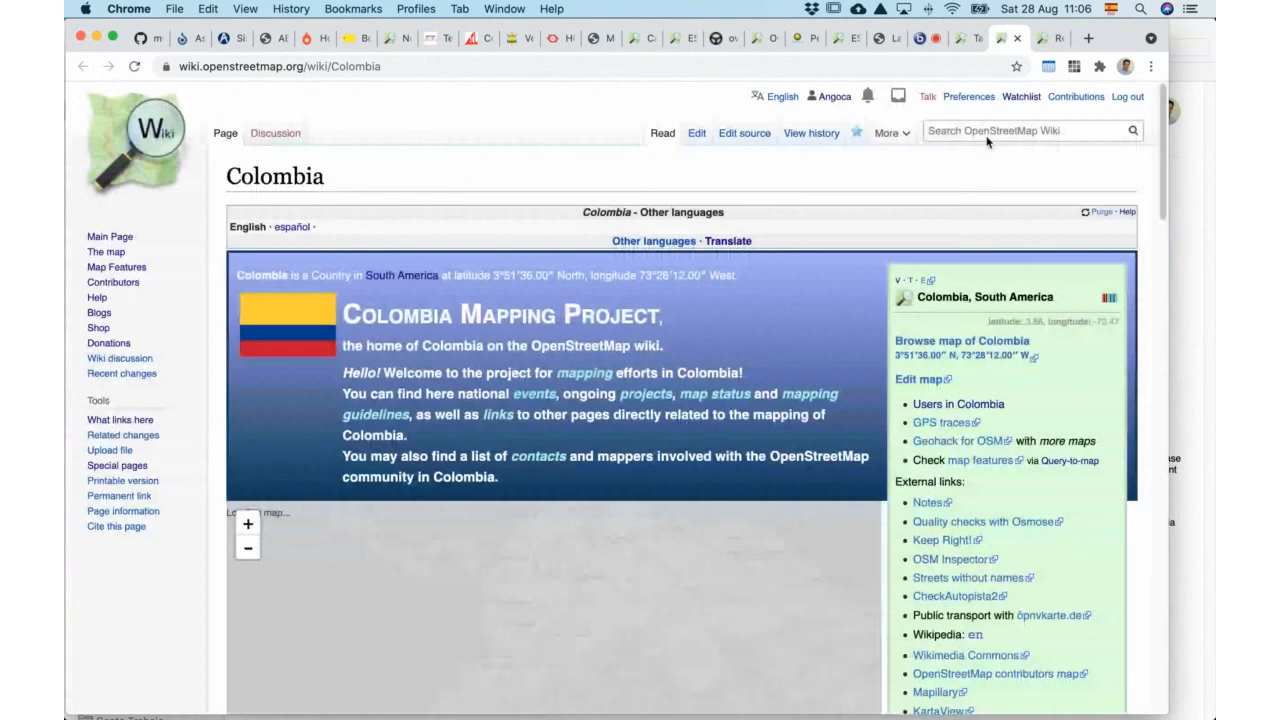 Chrome File Edit View History Bookmarks Profiles Tab Window Help
Sat 28 Aug 11:06
wiki.openstreetmap.org/wiki/Colombia
English Angoca Talk Preferences Watchlist Contributions Log out
Wiki
Page Discussion Read Edit Edit source View history More Search OpenStreetMap Wiki
Colombia
Colombia - Other languages
Purge · Help
English · español ·
Other languages · Translate
Main Page
The map
Map Features
Contributors
Help
Blogs
Shop
Donations
Wiki discussion
Recent changes
Tools
What links here
Related changes
Upload file
Special pages
Printable version
Permanent link
Page information
Cite this page
Colombia is a Country in South America at latitude 3°51′36.00″ North, longitude 73°28′12.00″ West.
Colombia Mapping Project,
the home of Colombia on the OpenStreetMap wiki.
Hello! Welcome to the project for mapping efforts in Colombia!
You can find here national events, ongoing projects, map status and mapping
guidelines, as well as links to other pages directly related to the mapping of
Colombia.
You may also find a list of contacts and mappers involved with the OpenStreetMap
community in Colombia.
map...
+
−
V · T · E
Colombia, South America
latitude: 3.86, longitude: -73.47
Browse map of Colombia
3°51′36.00″ N, 73°28′12.00″ W
Edit map
• Users in Colombia
• GPS traces
• Geohack for OSM with more maps
• Check map features via Query-to-map
External links:
• Notes
• Quality checks with Osmose
• Keep Right!
• OSM Inspector
• Streets without names
• CheckAutopista2
• Public transport with öpnvkarte.de
• Wikipedia: en
• Wikimedia Commons
• OpenStreetMap contributors map
• Mapillary
• KartaView